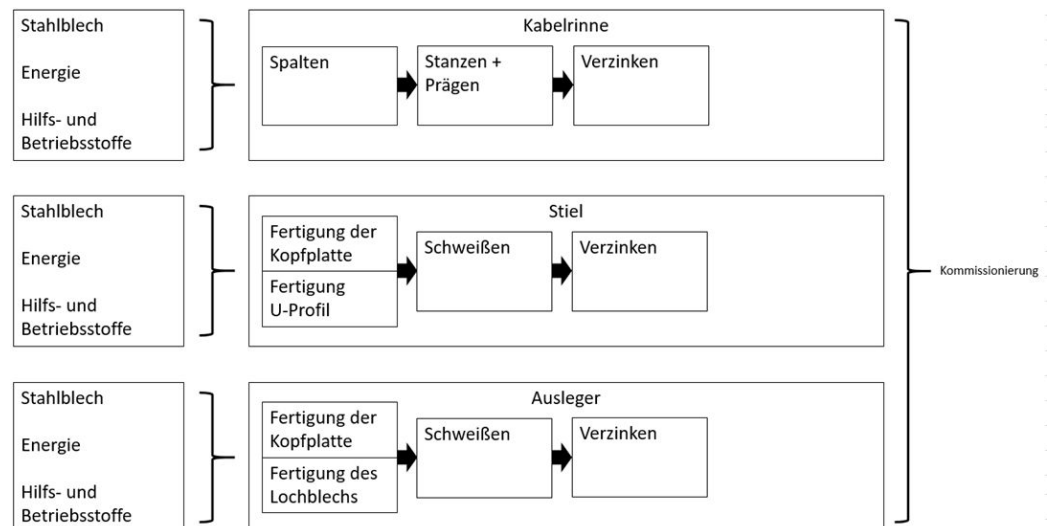 Stahlblech
Energie
Hilfs- und
Betriebsstoffe
Kabelrinne
Spalten
Stanzen +
Prägen
Verzinken
Stahlblech
Energie
Hilfs- und
Betriebsstoffe
Stiel
Fertigung der
Kopfplatte
Fertigung
U-Profil
Schweißen
Verzinken
Stahlblech
Energie
Hilfs- und
Betriebsstoffe
Ausleger
Fertigung der
Kopfplatte
Fertigung des
Lochblechs
Schweißen
Verzinken
Kommissionierung